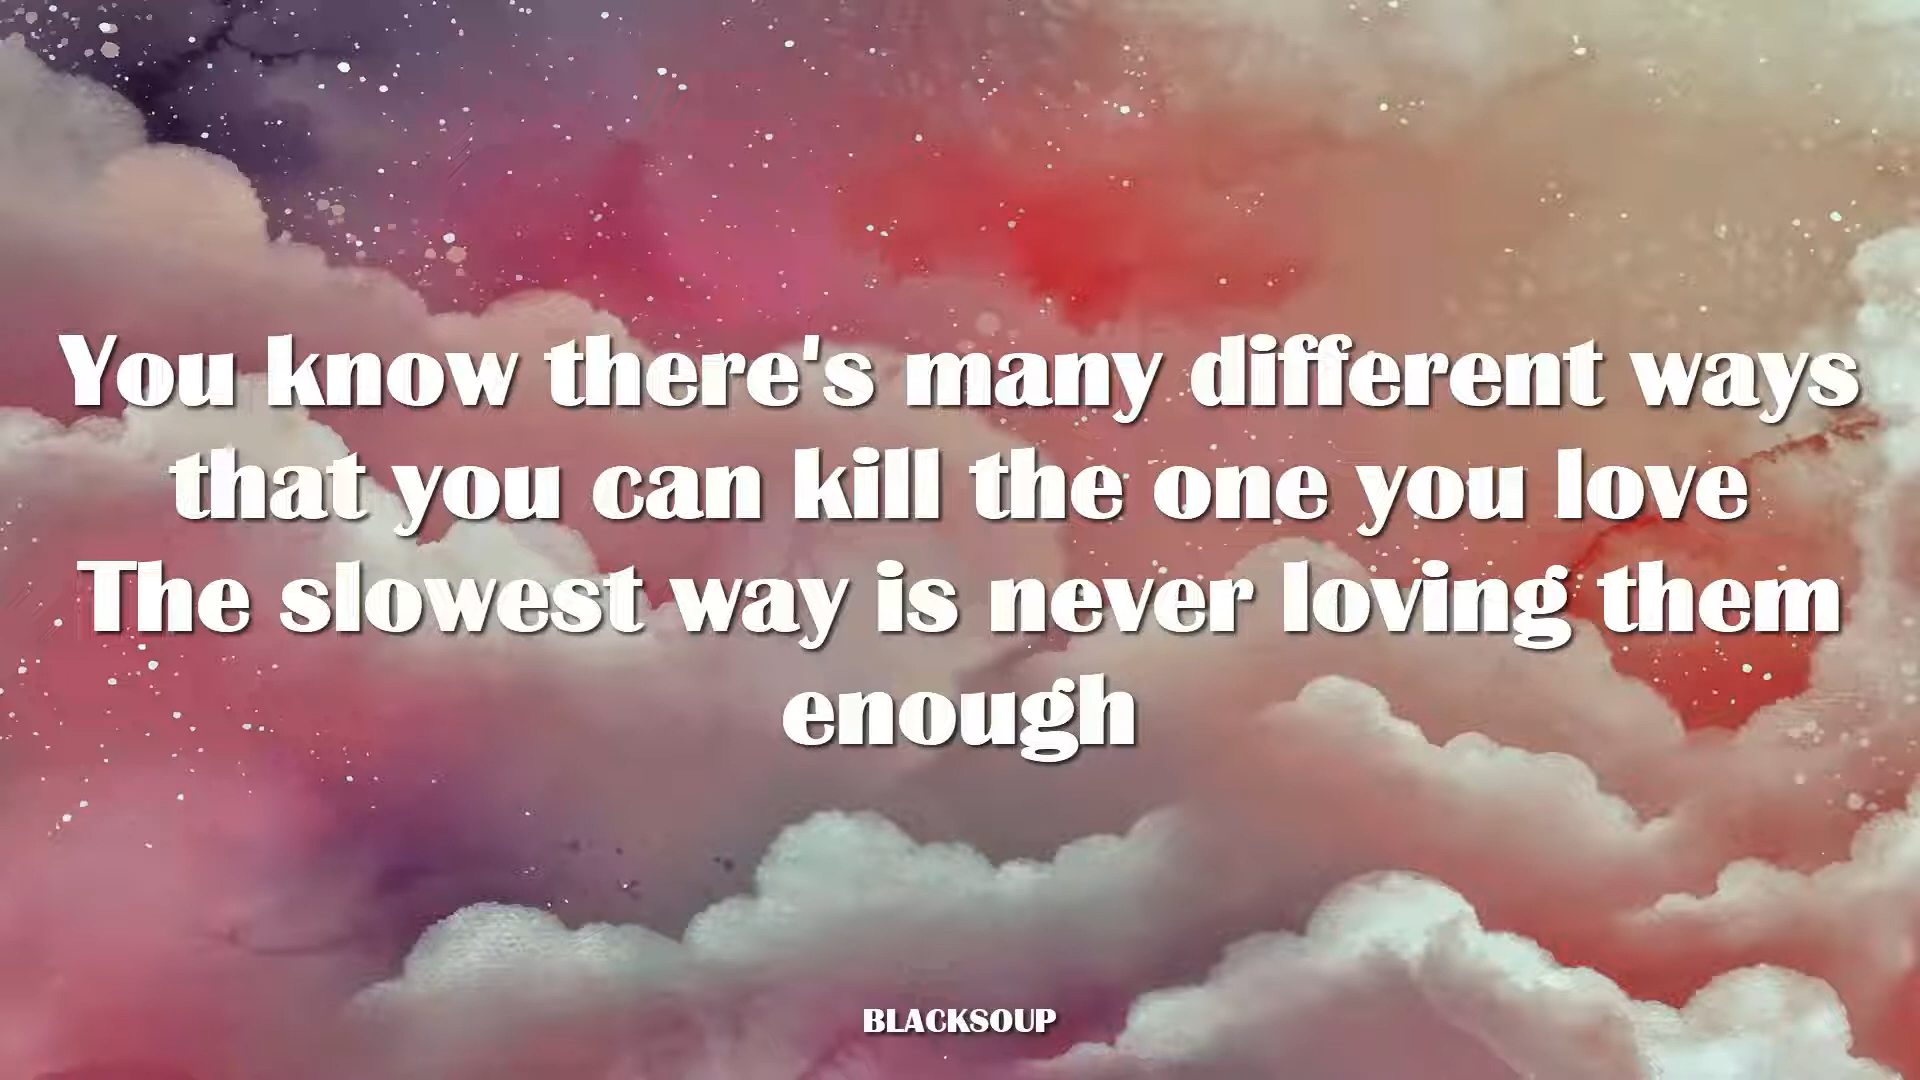 You know there's many different ways
that you can kill the one you love
The slowest way is never loving them
enough
BLACKSOUP